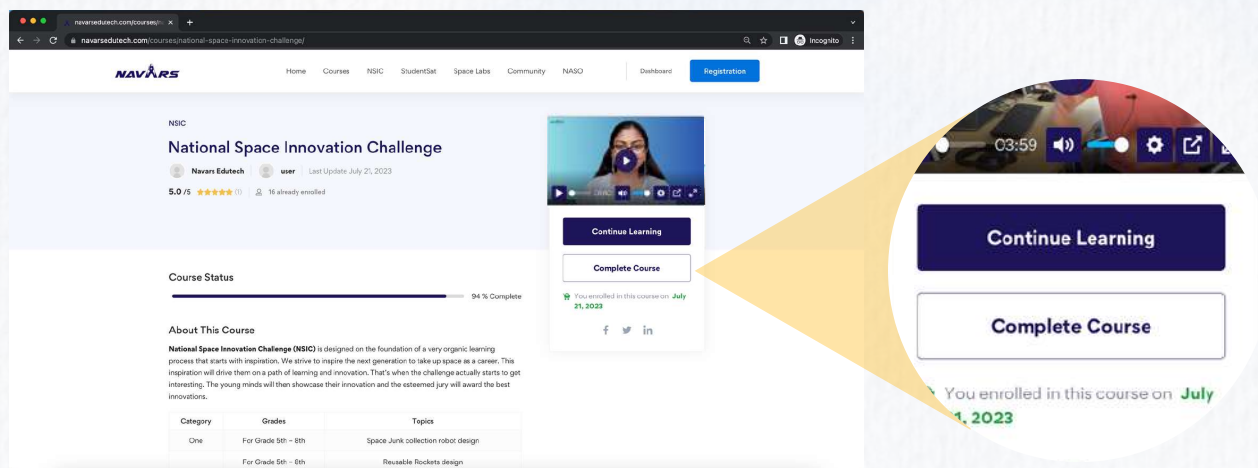 navarsedutech.com/courses/n
navarsedutech.com/courses/national-space-innovation-challenge/
Incognito
NAVARS
Home Courses NSIC StudentSat Space Labs Community NASO Dashboard Registration
NSIC
National Space Innovation Challenge
Navars Edutech user Last Update July 21, 2023
5.0 /5 (1) 16 already enrolled
Continue Learning
Complete Course
You enrolled in this course on July
21, 2023
Course Status
94 % Complete
About This Course
National Space Innovation Challenge (NSIC) is designed on the foundation of a very organic learning
process that starts with inspiration. We strive to inspire the next generation to take up space as a career. This
inspiration will drive them on a path of learning and innovation. That's when the challenge actually starts to get
interesting. The young minds will then showcase their innovation and the esteemed jury will award the best
innovations.
Category Grades Topics
One For Grade 5th – 8th Space Junk collection robot design
For Grade 5th – 8th Reusable Rockets design
03:59
Continue Learning
Complete Course
You enrolled in this course on July
21, 2023